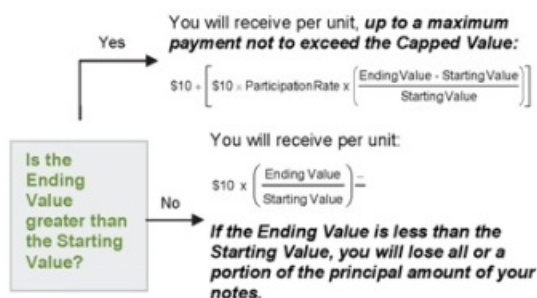 You will receive per unit, up to a maximum
Yes
payment not to exceed the Capped Value:
$10 + [$10 × Participation Rate x (Ending Value - Starting Value / Starting Value)]
You will receive per unit:
Is the
Ending
Value
greater than
the Starting
Value?
$10 x (Ending Value / Starting Value)
No
If the Ending Value is less than the
Starting Value, you will lose all or a
portion of the principal amount of your
notes.